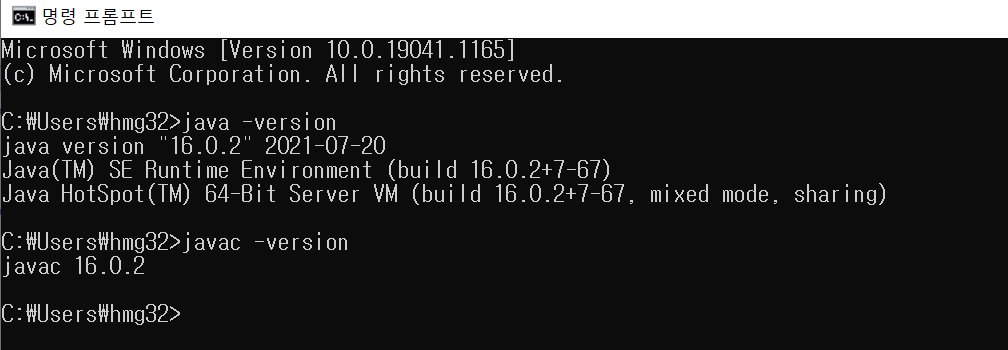 명령 프롬프트
Microsoft Windows [Version 10.0.19041.1165]
(c) Microsoft Corporation. All rights reserved.
C:₩Users₩hmg32>java -version
java version "16.0.2" 2021-07-20
Java(TM) SE Runtime Environment (build 16.0.2+7-67)
Java HotSpot(TM) 64-Bit Server VM (build 16.0.2+7-67, mixed mode, sharing)
C:₩Users₩hmg32>javac -version
javac 16.0.2
C:₩Users₩hmg32>